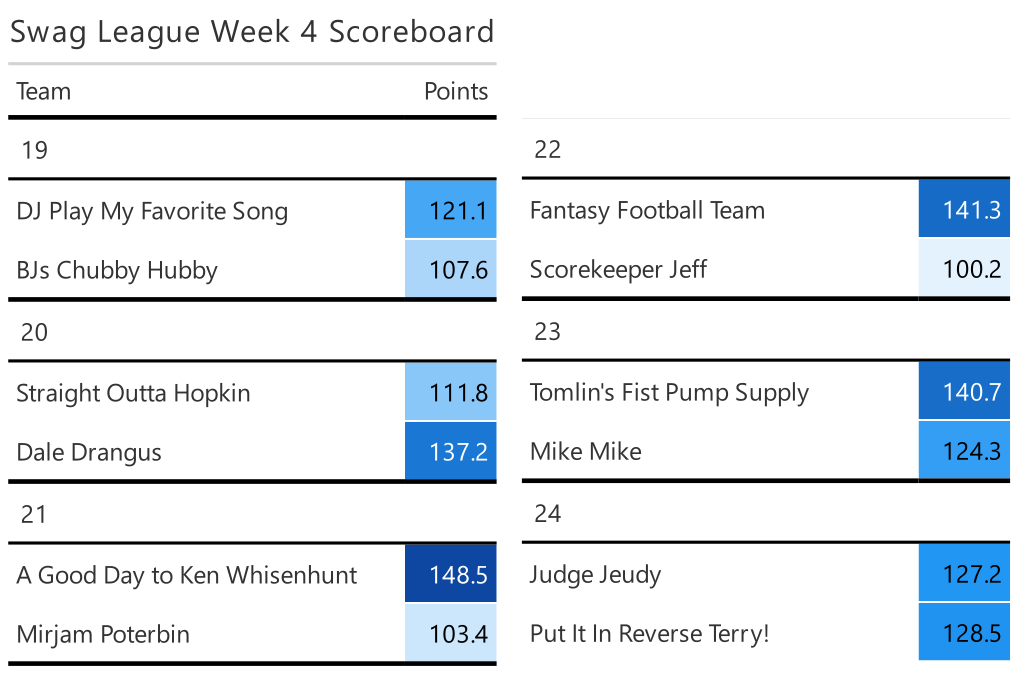 Swag League Week 4 Scoreboard
Team Points
19
DJ Play My Favorite Song 121.1
BJs Chubby Hubby 107.6
20
Straight Outta Hopkin 111.8
Dale Drangus 137.2
21
A Good Day to Ken Whisenhunt 148.5
Mirjam Poterbin 103.4
22
Fantasy Football Team 141.3
Scorekeeper Jeff 100.2
23
Tomlin's Fist Pump Supply 140.7
Mike Mike 124.3
24
Judge Jeudy 127.2
Put It In Reverse Terry! 128.5